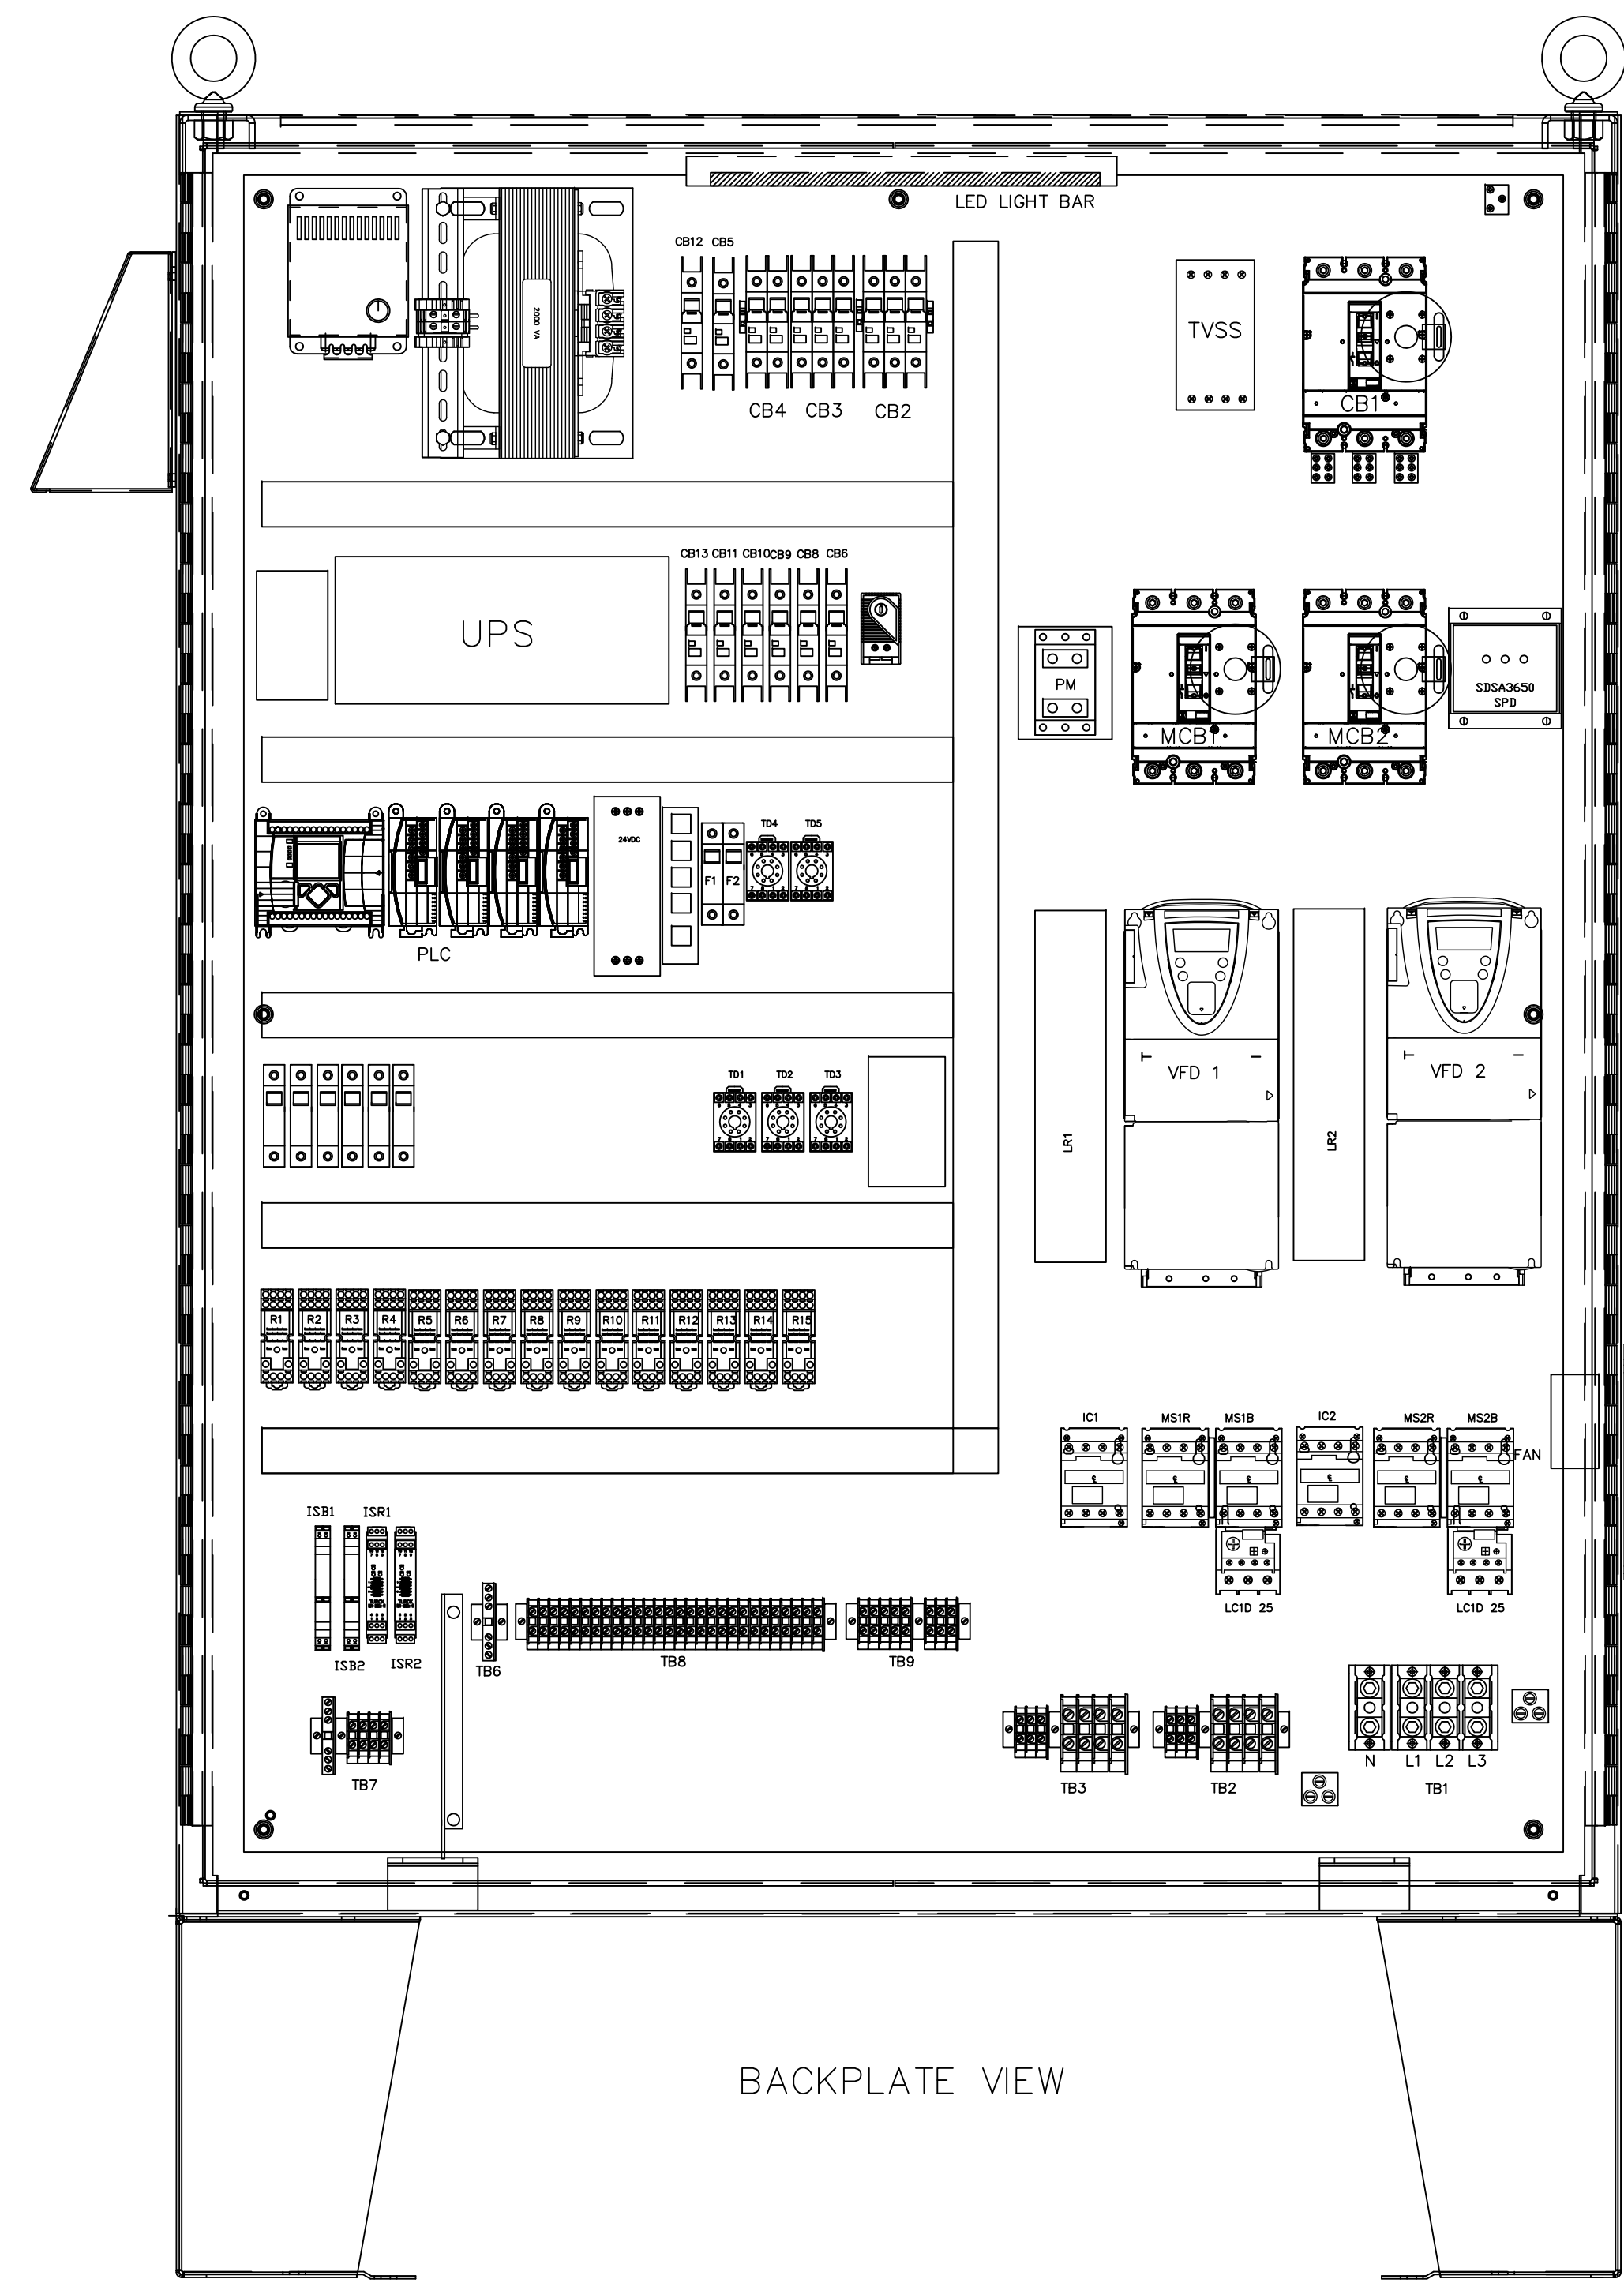 LED LIGHT BAR
CB12 CB5
2000 VA
TVSS
CB4 CB3 CB2
CB1
CB13 CB11 CB10 CB9 CB8 CB6
UPS
PM
SDSA3650
SPD
MCB1 MCB2
TD4 TD5
24VDC
F1 F2
PLC
TD1 TD2 TD3
VFD 1
VFD 2
LR1
LR2
R1 R2 R3 R4 R5 R6 R7 R8 R9 R10 R11 R12 R13 R14 R15
IC1 MS1R MS1B IC2 MS2R MS2B
FAN
ISB1 ISR1
LC1D 25
LC1D 25
ISB2 ISR2
TB6 TB8 TB9
N L1 L2 L3
TB7
TB3 TB2 TB1
BACKPLATE VIEW